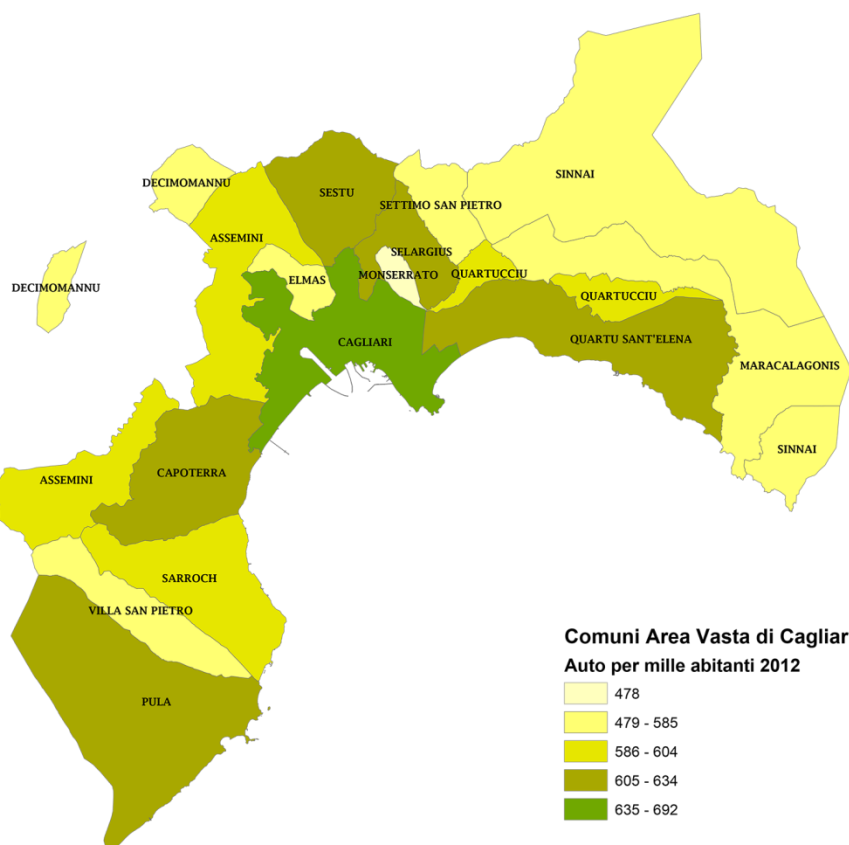 DECIMOMANNU
SESTU
SINNAI
SETTIMO SAN PIETRO
ASSEMINI
SELARGIUS
MONSERRATO
QUARTUCCIU
ELMAS
DECIMOMANNU
QUARTUCCIU
CAGLIARI
QUARTU SANT'ELENA
MARACALAGONIS
SINNAI
CAPOTERRA
ASSEMINI
SARROCH
VILLA SAN PIETRO
PULA
Comuni Area Vasta di Cagliar
Auto per mille abitanti 2012
478
479 - 585
586 - 604
605 - 634
635 - 692